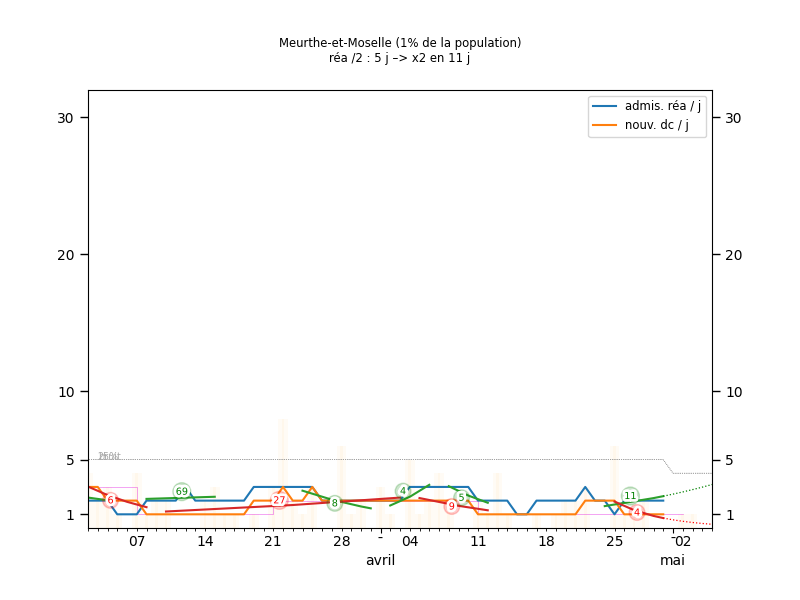 Meurthe-et-Moselle (1% de la population)
réa /2 : 5 j –> x2 en 11 j
admis. réa / j
nouv. dc / j
30 30
20 20
10 10
5 5
1 1
6 69 27 8 4 9 5 11 4
07 14 21 28 04 11 18 25 02
avril mai